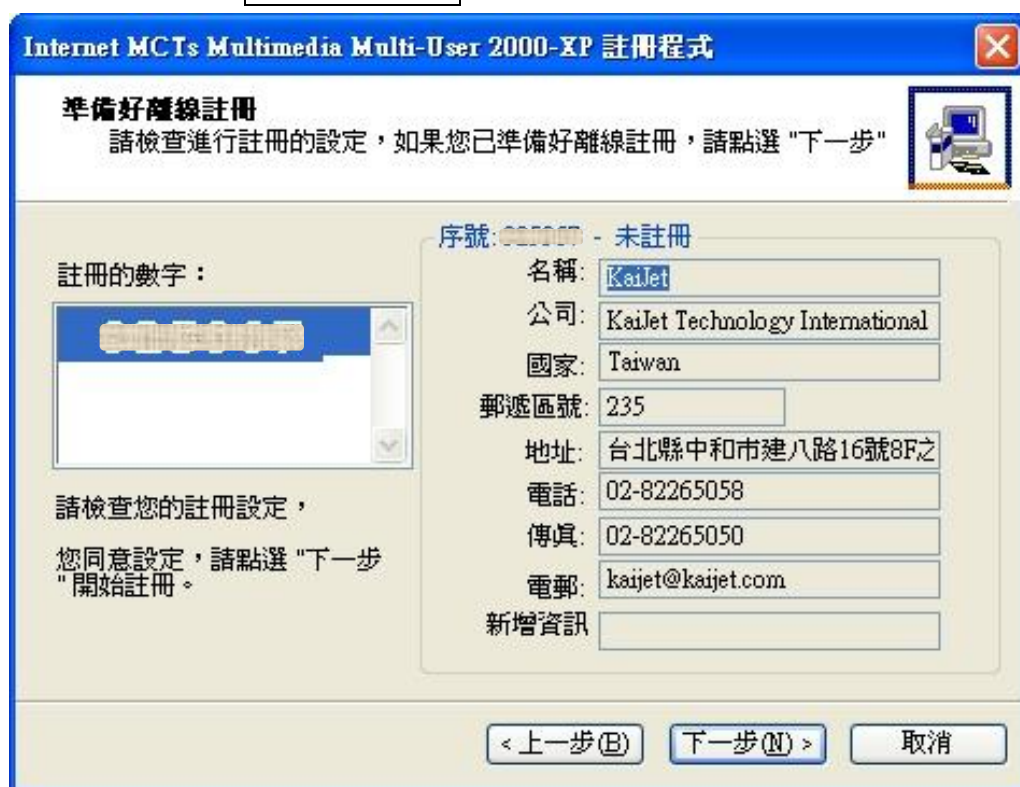 Internet MCTs Multimedia Multi-User 2000-XP 註冊程式
準備好離線註冊
請檢查進行註冊的設定，如果您已準備好離線註冊，請點選 "下一步"
註冊的數字：
請檢查您的註冊設定，
您同意設定，請點選 "下一步
" 開始註冊。
序號: - 未註冊
名稱: KaiJet
公司: KaiJet Technology International
國家: Taiwan
郵遞區號: 235
地址: 台北縣中和市建八路16號8F之
電話: 02-82265058
傳真: 02-82265050
電郵: kaijet@kaijet.com
新增資訊
<上一步(B)
下一步(N) >
取消